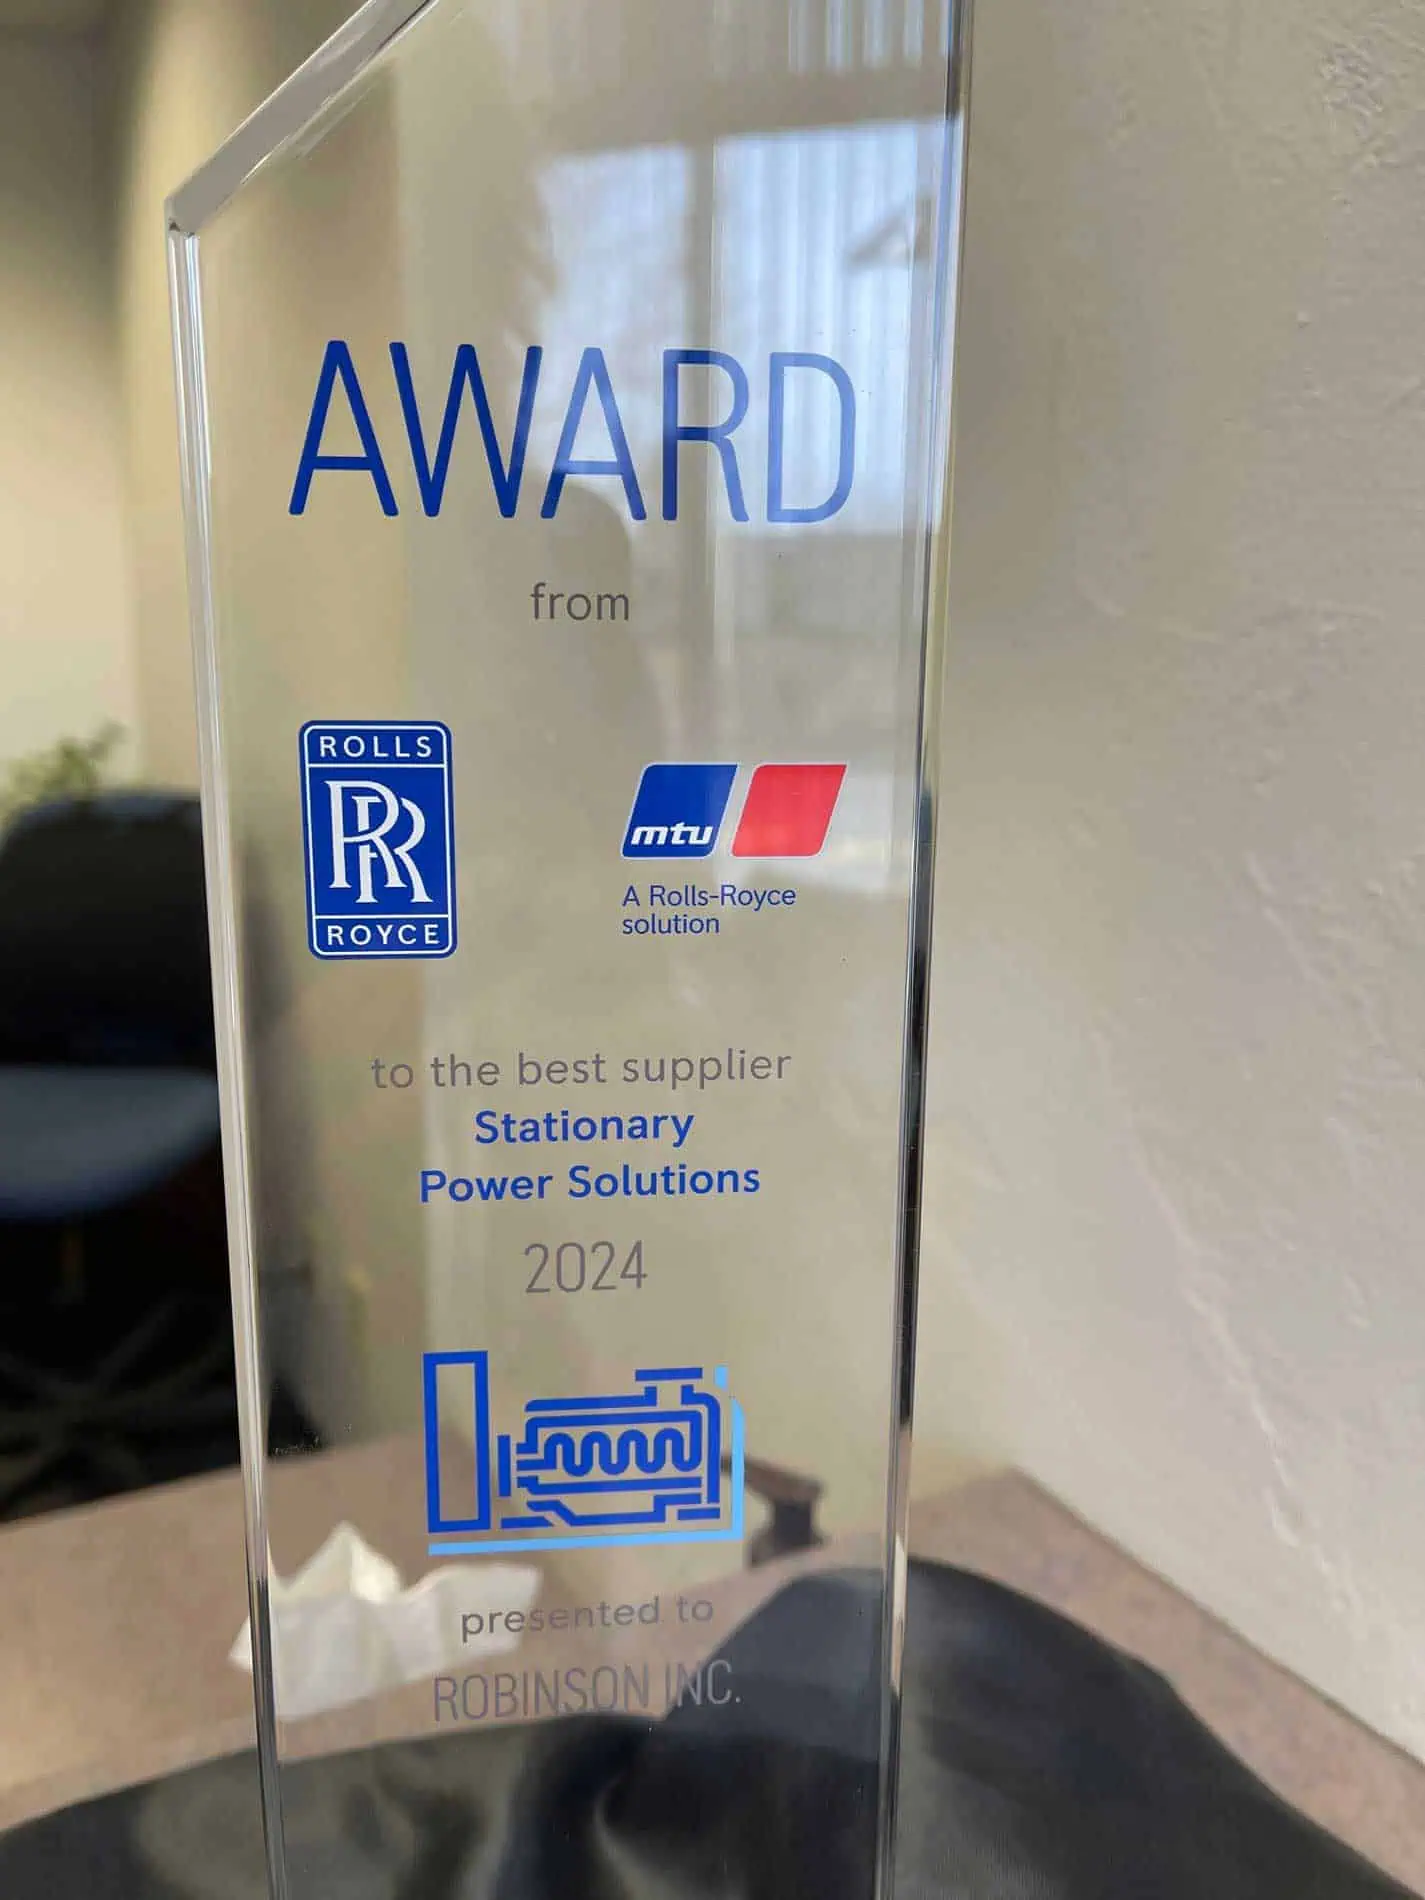 AWARD
from
ROLLS
RR
ROYCE
mtu
A Rolls-Royce
solution
to the best supplier
Stationary
Power Solutions
2024
presented to
ROBINSON INC.